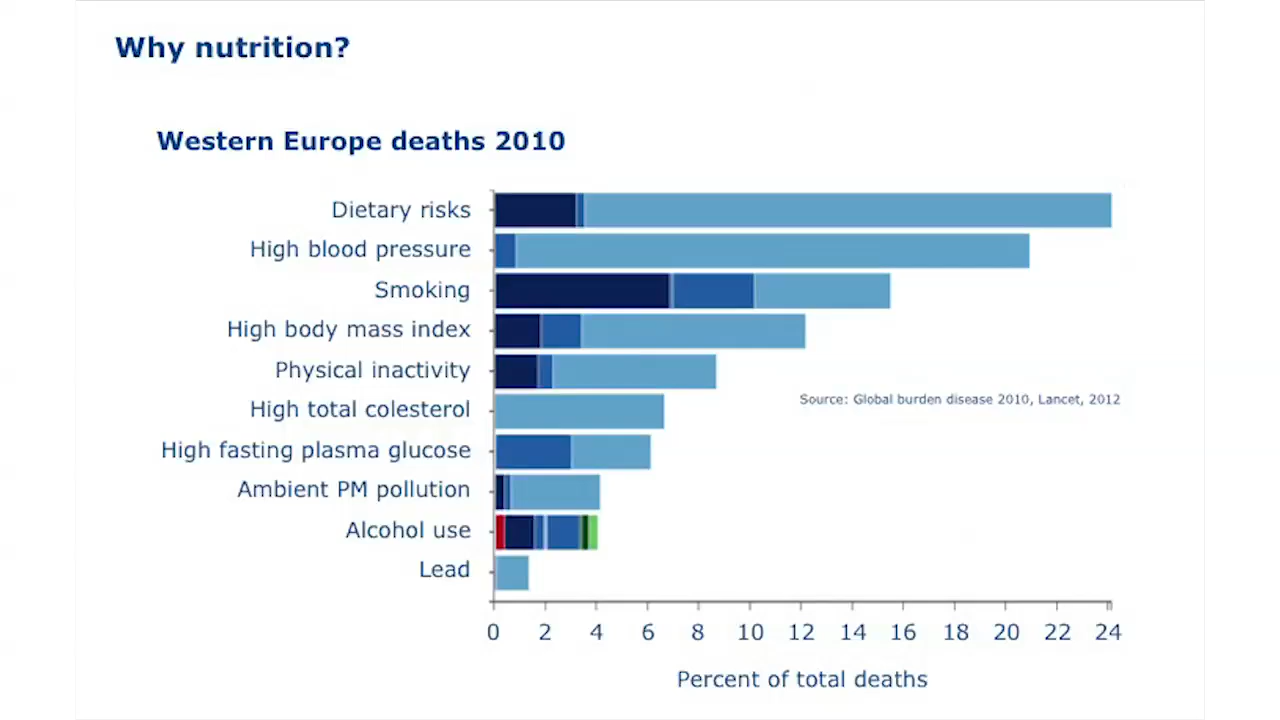 Why nutrition?
Western Europe deaths 2010
Dietary risks
High blood pressure
Smoking
High body mass index
Physical inactivity
Source: Global burden disease 2010, Lancet, 2012
High total colesterol
High fasting plasma glucose
Ambient PM pollution
Alcohol use
Lead
0 2 4 6 8 10 12 14 16 18 20 22 24
Percent of total deaths